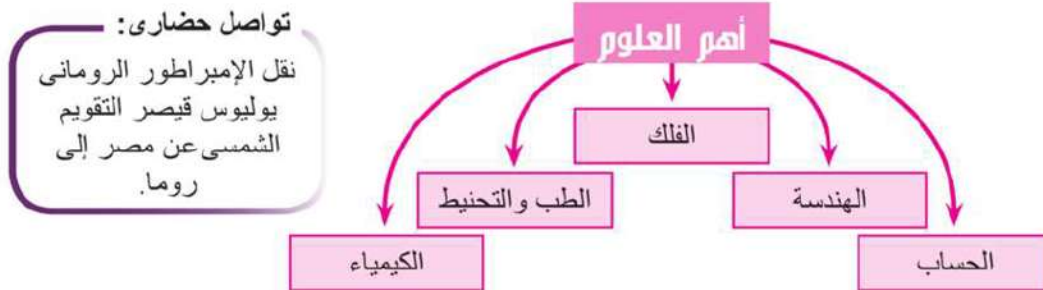 أهم العلوم
الحساب
الهندسة
الفلك
الطب والتحنيط
الكيمياء
تواصل حضارى:
نقل الإمبراطور الرومانى
يوليوس قيصر التقويم
الشمسى عن مصر إلى
روما.